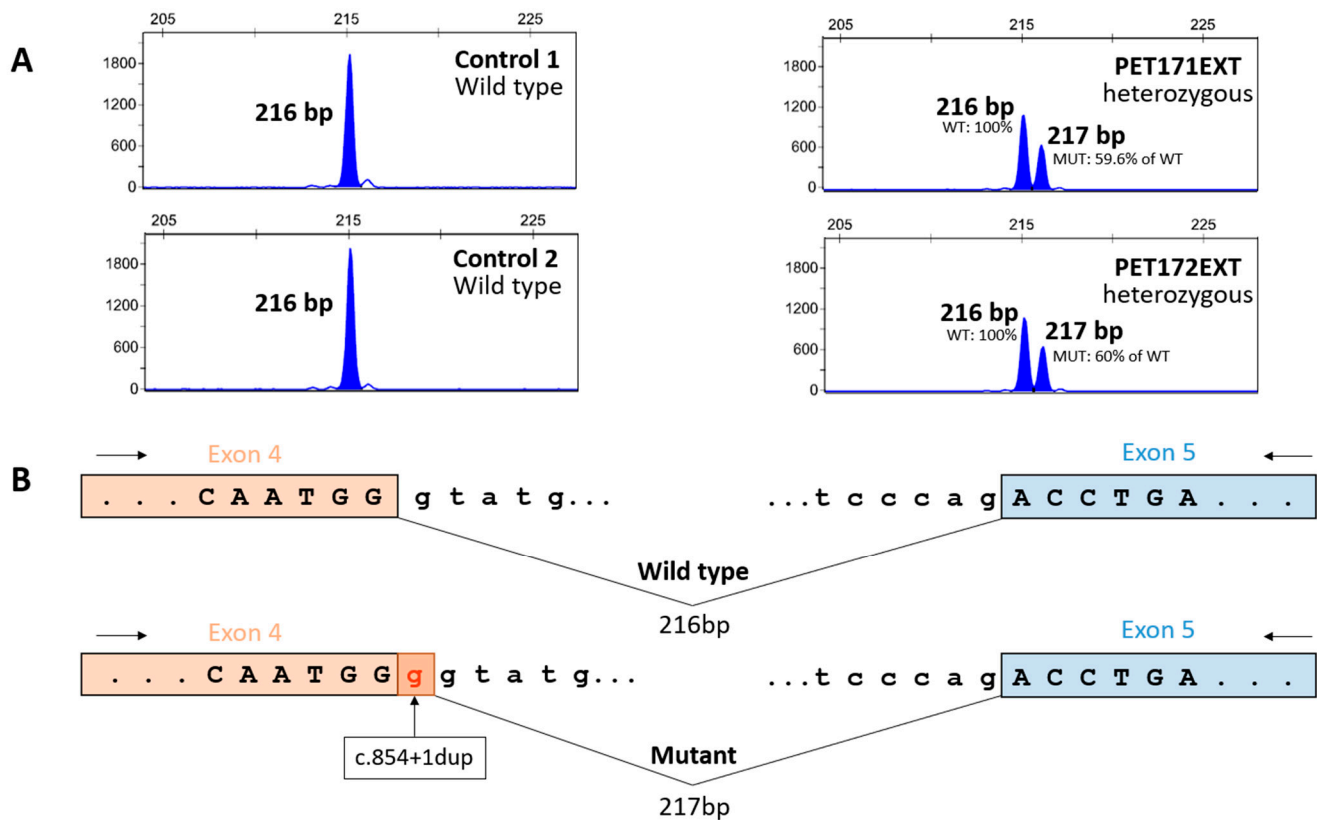 A
205 215 225
Control 1
Wild type
216 bp
1800
1200
600
0
205 215 225
PET171EXT
heterozygous
216 bp
WT: 100%
217 bp
MUT: 59.6% of WT
1800
1200
600
0
205 215 225
Control 2
Wild type
216 bp
1800
1200
600
0
205 215 225
PET172EXT
heterozygous
216 bp
WT: 100%
217 bp
MUT: 60% of WT
1800
1200
600
0
B
Exon 4 Exon 5
. . . C A A T G G g t a t g... ...t c c c a g A C C T G A . . .
Wild type
216bp
Exon 4 Exon 5
. . . C A A T G G g g t a t g... ...t c c c a g A C C T G A . . .
c.854+1dup
Mutant
217bp